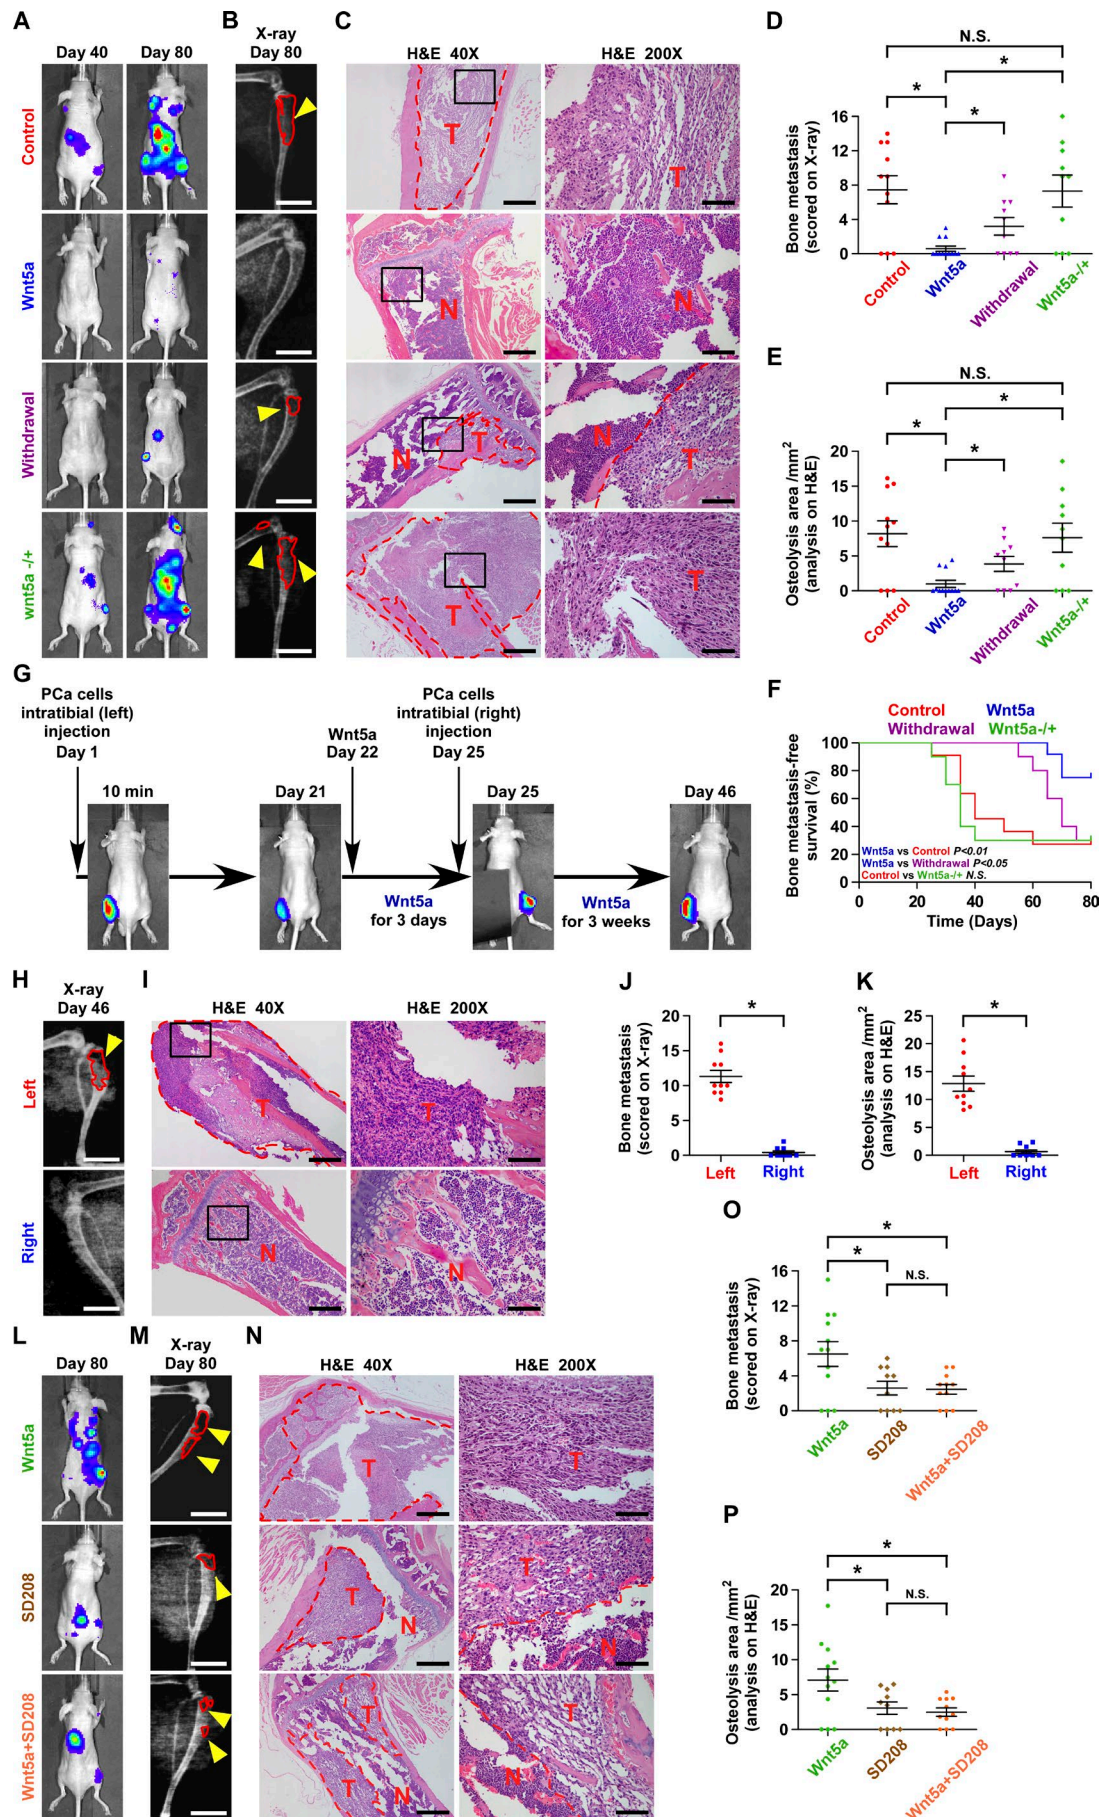 A
B
C
D
Day 40
Day 80
X-ray
Day 80
H&E 40X
H&E 200X
Control
Wnt5a
Withdrawal
wnt5a -/+
T
T
N
N
N
T
N
T
T
T
N.S.
*
*
*
Bone metastasis
(scored on X-ray)
16
12
8
4
0
Control
Wnt5a
Withdrawal
Wnt5a-/+
E
N.S.
*
*
*
Osteolysis area /mm2
(analysis on H&E)
20
15
10
5
0
Control
Wnt5a
Withdrawal
Wnt5a-/+
F
Control
Wnt5a
Withdrawal
Wnt5a-/+
Bone metastasis-free
survival (%)
100
80
60
40
20
0
Wnt5a vs Control P<0.01
Wnt5a vs Withdrawal P<0.05
Control vs Wnt5a-/+ N.S.
0
20
40
60
80
Time (Days)
G
PCa cells
intratibial (left)
injection
Day 1
Wnt5a
Day 22
PCa cells
intratibial (right)
injection
Day 25
10 min
Day 21
Day 25
Day 46
Wnt5a
for 3 days
Wnt5a
for 3 weeks
H
X-ray
Day 46
I
H&E 40X
H&E 200X
Left
Right
T
T
N
N
J
*
Bone metastasis
(scored on X-ray)
20
15
10
5
0
Left
Right
K
*
Osteolysis area /mm2
(analysis on H&E)
25
20
15
10
5
0
Left
Right
L
Day 80
M
X-ray
Day 80
N
H&E 40X
H&E 200X
Wnt5a
SD208
Wnt5a+SD208
T
T
T
N
T
N
T
T
N
T
N
O
*
*
N.S.
Bone metastasis
(scored on X-ray)
16
12
8
4
0
Wnt5a
SD208
Wnt5a+SD208
P
*
*
N.S.
Osteolysis area /mm2
(analysis on H&E)
20
15
10
5
0
Wnt5a
SD208
Wnt5a+SD208